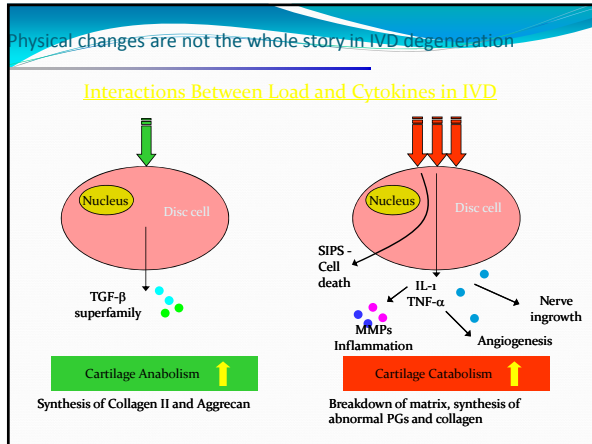 Physical changes are not the whole story in IVD degeneration
Interactions Between Load and Cytokines in IVD
Nucleus
Disc cell
TGF-β
superfamily
Cartilage Anabolism
Synthesis of Collagen II and Aggrecan
Nucleus
Disc cell
SIPS -
Cell
death
IL-1
TNF-α
MMPs
Inflammation
Nerve
ingrowth
Angiogenesis
Cartilage Catabolism
Breakdown of matrix, synthesis of
abnormal PGs and collagen